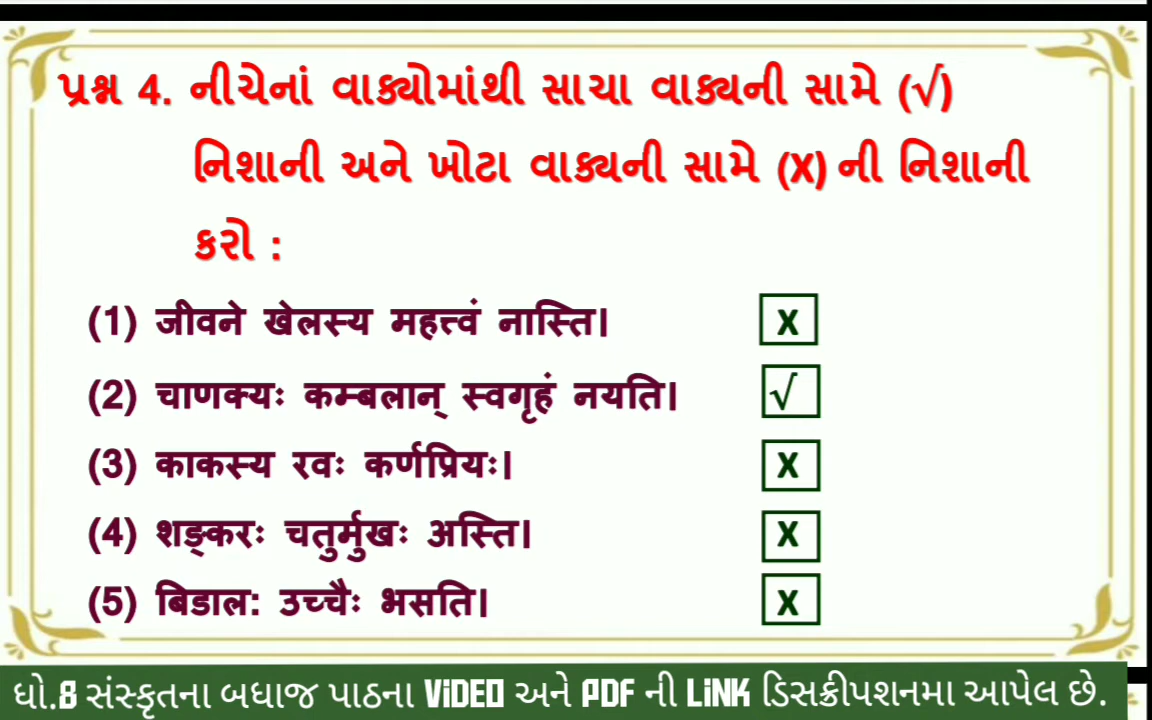 પ્રશ્ન 4. નીચેનાં વાક્યોમાંથી સાચા વાક્યની સામે (√)
નિશાની અને ખોટા વાક્યની સામે (X) ની નિશાની
કરો :
(1) जीवने खेलस्य महत्त्वं नास्ति। X
(2) चाणक्यः कम्बलान् स्वगृहं नयति। √
(3) काकस्य रवः कर्णप्रियः। X
(4) शङ्करः चतुर्मुखः अस्ति। X
(5) बिडाल: उच्चैः भसति। X
ધો.8 સંસ્કૃતના બધાજ પાઠના ViDEO અને PDF ની LiNK ડિસક્રીપશનમા આપેલ છે.